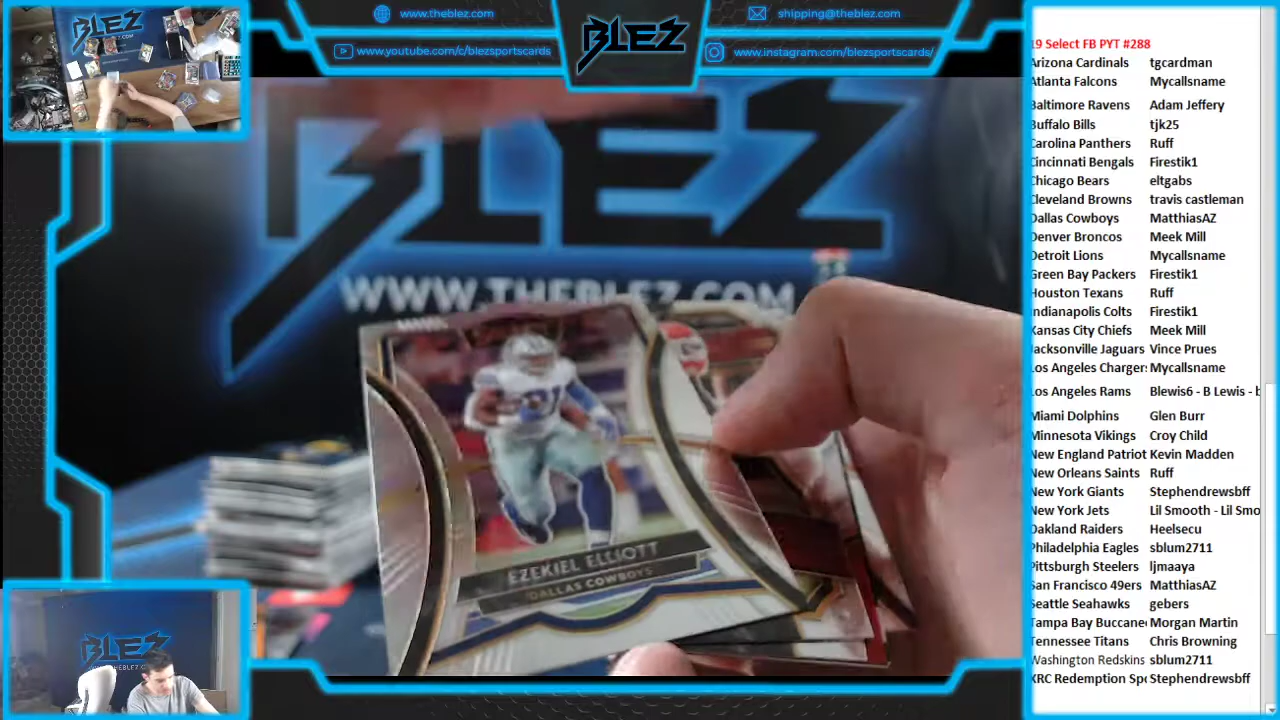 www.theblez.com
www.youtube.com/c/blezsportscards
BLEZ
shipping@theblez.com
www.instagram.com/blezsportscards/
BLEZ
WWW.THEBLEZ.COM
EZEKIEL ELLIOTT
DALLAS COWBOYS
BLEZ
19 Select FB PYT #288
Arizona Cardinals tgcardman
Atlanta Falcons Mycallsname
Baltimore Ravens Adam Jeffery
Buffalo Bills tjk25
Carolina Panthers Ruff
Cincinnati Bengals Firestik1
Chicago Bears eltgabs
Cleveland Browns travis castleman
Dallas Cowboys MatthiasAZ
Denver Broncos Meek Mill
Detroit Lions Mycallsname
Green Bay Packers Firestik1
Houston Texans Ruff
Indianapolis Colts Firestik1
Kansas City Chiefs Meek Mill
Jacksonville Jaguars Vince Prues
Los Angeles Charger Mycallsname
Los Angeles Rams Blewis6 - B Lewis - b
Miami Dolphins Glen Burr
Minnesota Vikings Croy Child
New England Patriot Kevin Madden
New Orleans Saints Ruff
New York Giants Stephendrewsbff
New York Jets Lil Smooth - Lil Smo
Oakland Raiders Heelsecu
Philadelphia Eagles sblum2711
Pittsburgh Steelers ljmaaya
San Francisco 49ers MatthiasAZ
Seattle Seahawks gebers
Tampa Bay Buccane Morgan Martin
Tennessee Titans Chris Browning
Washington Redskins sblum2711
XRC Redemption Sp Stephendrewsbff